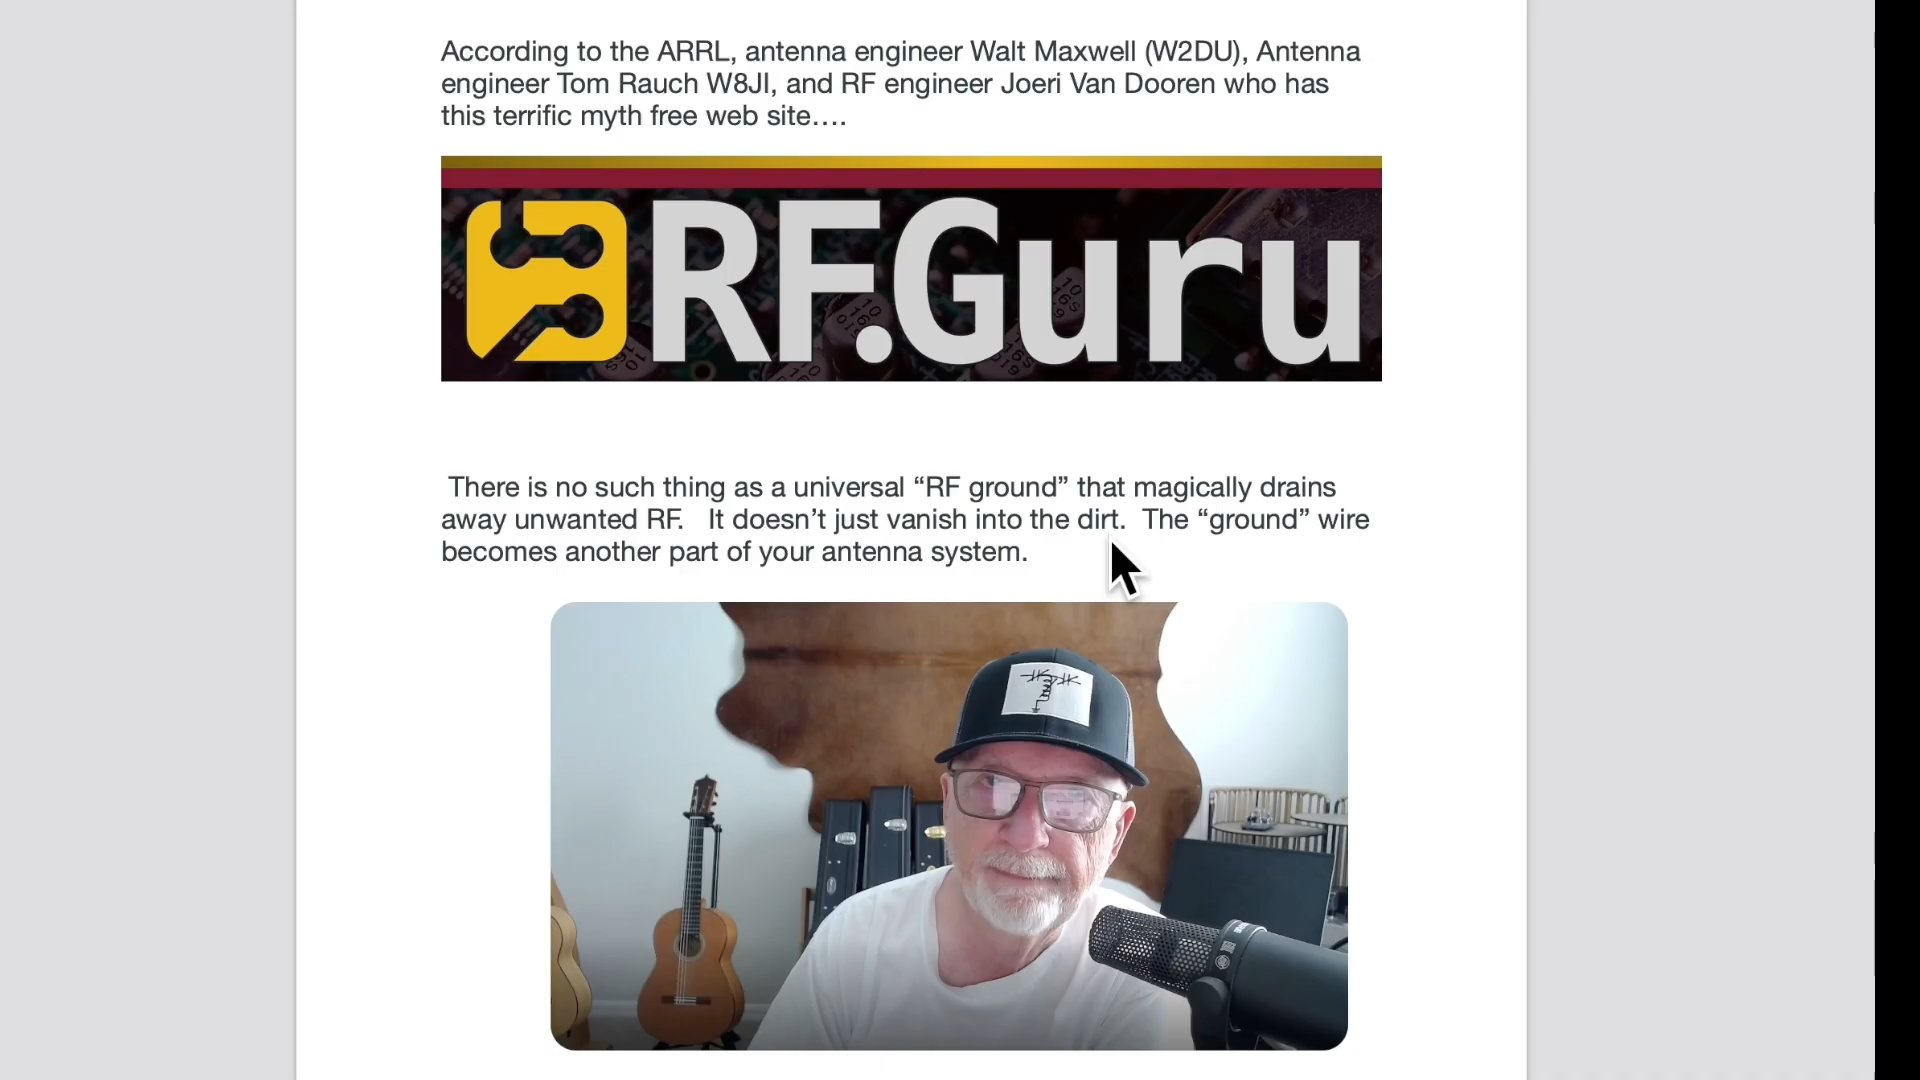 According to the ARRL, antenna engineer Walt Maxwell (W2DU), Antenna
engineer Tom Rauch W8JI, and RF engineer Joeri Van Dooren who has
this terrific myth free web site….
RF.Guru
There is no such thing as a universal “RF ground” that magically drains
away unwanted RF.   It doesn’t just vanish into the dirt.  The “ground” wire
becomes another part of your antenna system.